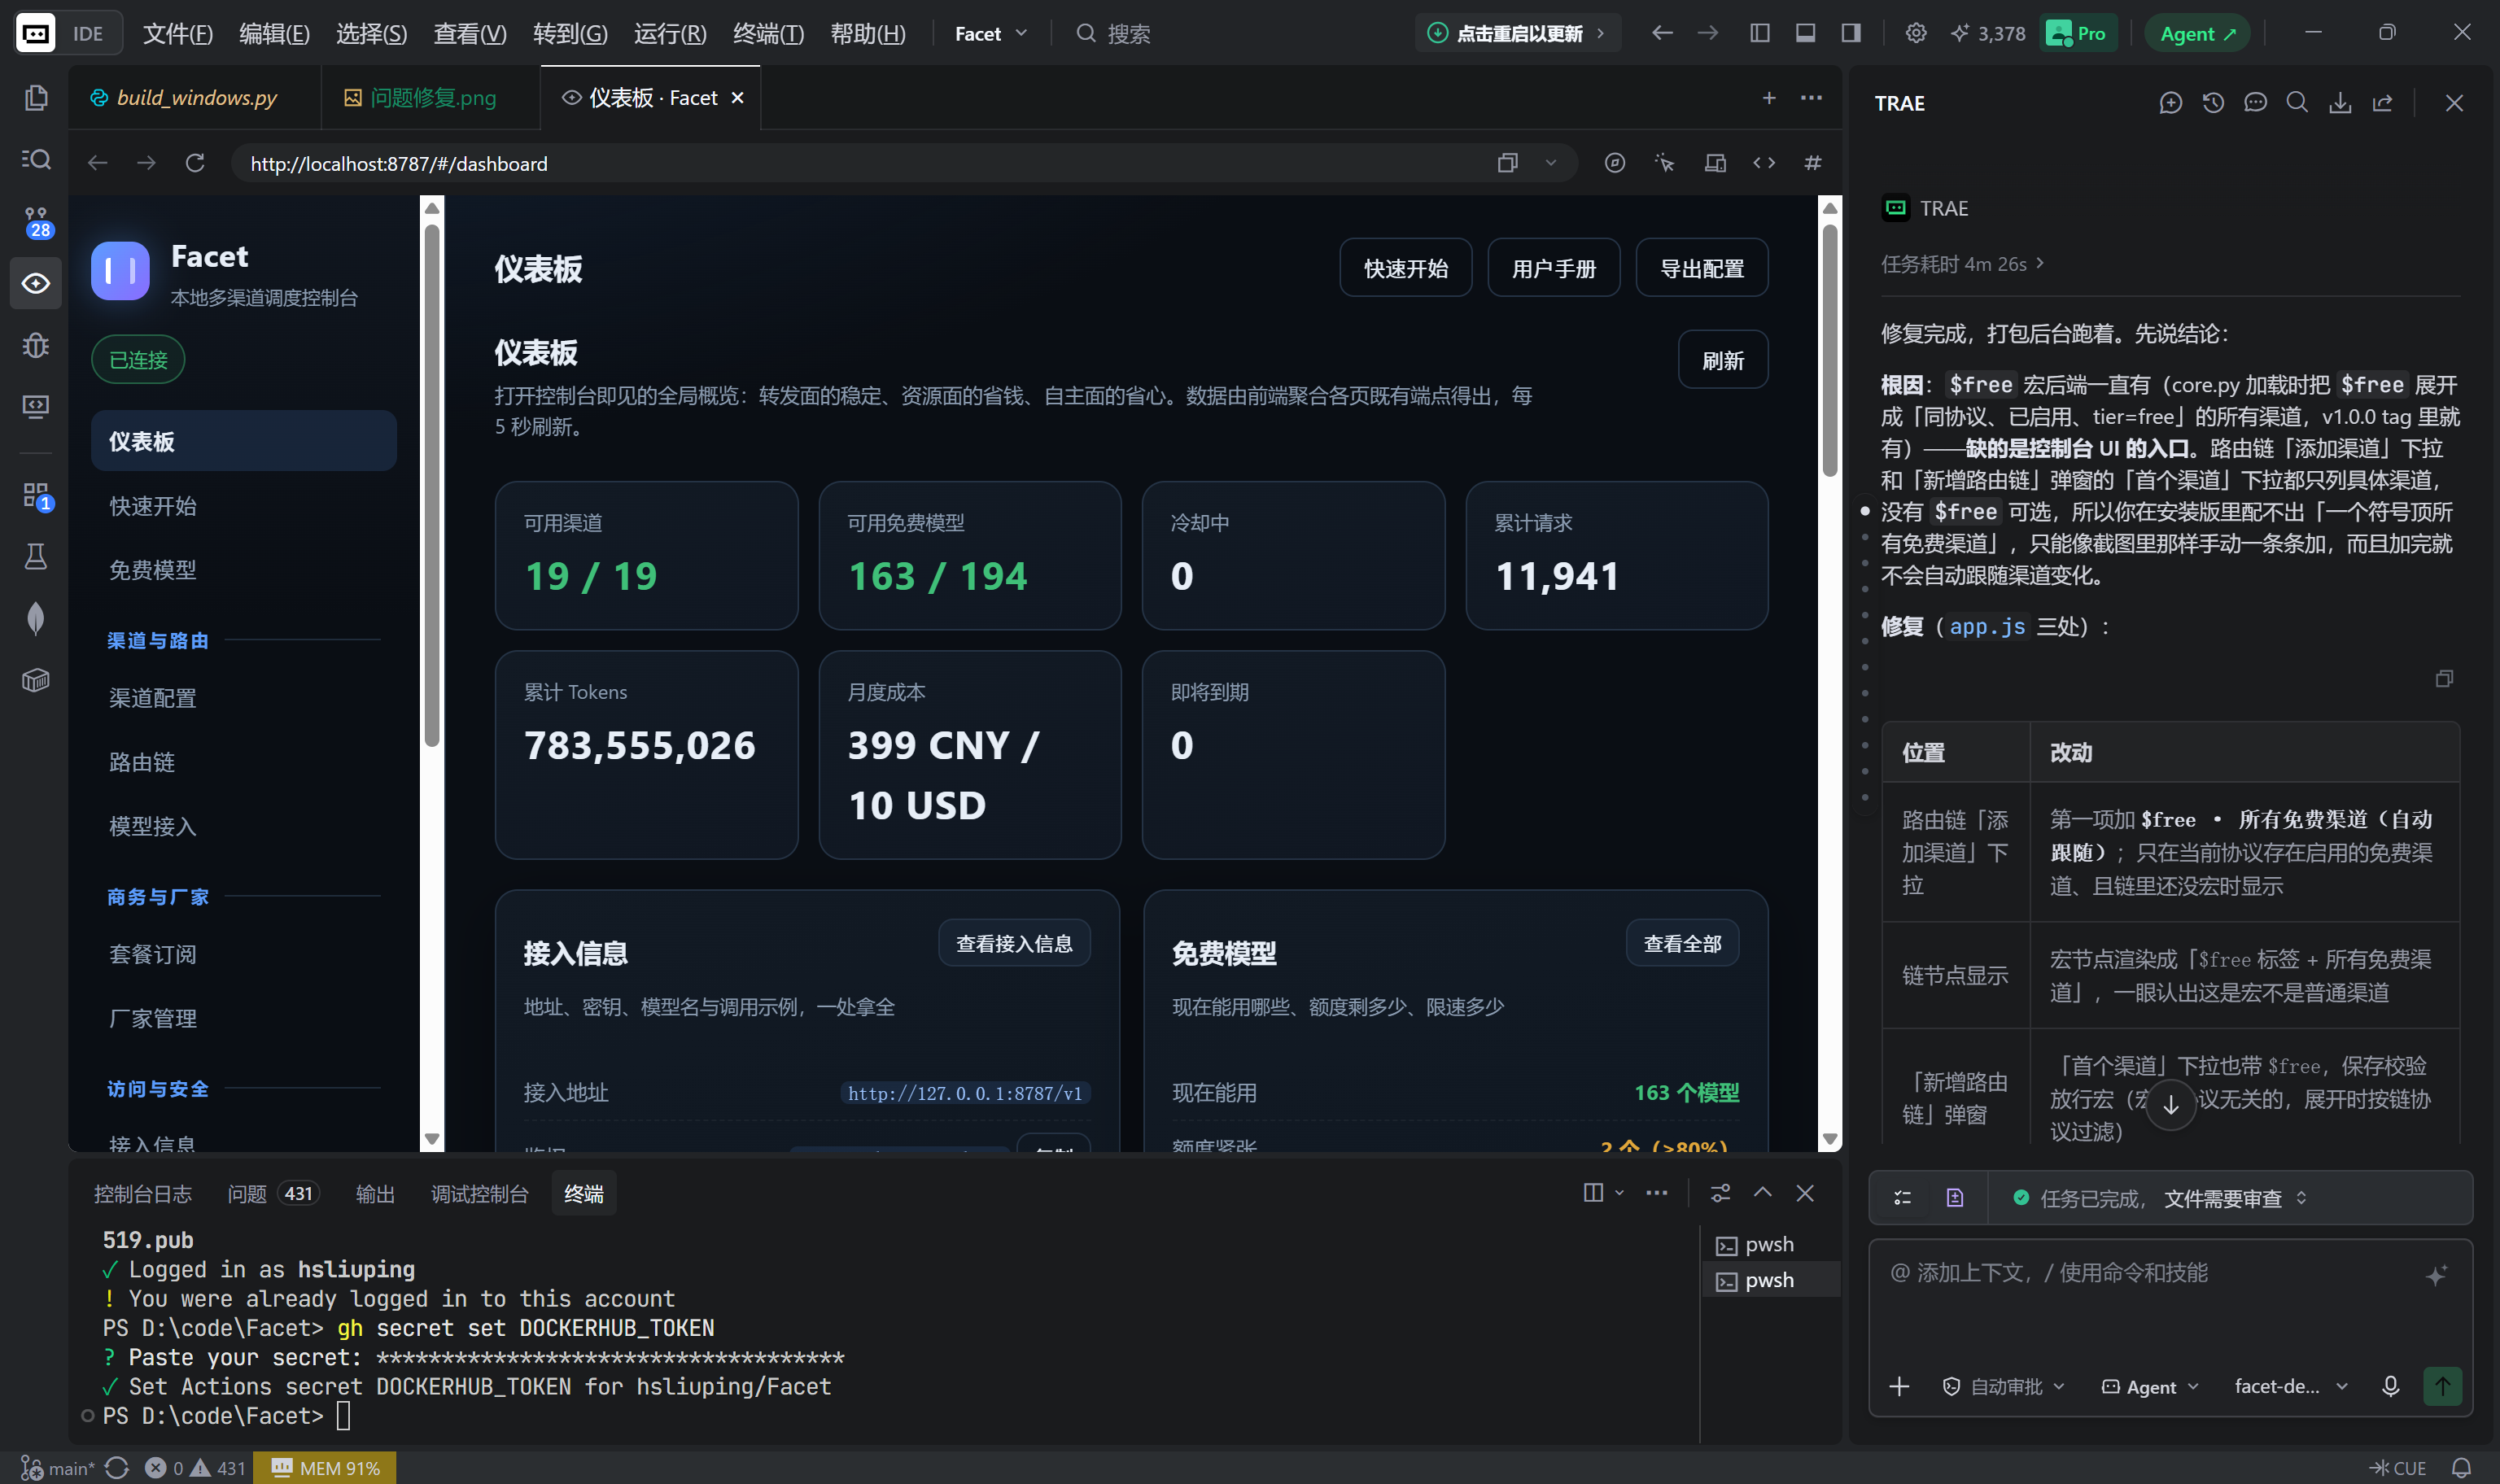 IDE 文件(F) 编辑(E) 选择(S) 查看(V) 转到(G) 运行(R) 终端(T) 帮助(H) Facet 搜索 点击重启以更新 3,378 Pro Agent ↗
build_windows.py 问题修复.png 仪表板 · Facet
http://localhost:8787/#/dashboard
28
1
Facet
本地多渠道调度控制台
已连接
仪表板
快速开始
免费模型
渠道与路由
渠道配置
路由链
模型接入
商务与厂家
套餐订阅
厂家管理
访问与安全
接入信息
仪表板
快速开始 用户手册 导出配置
仪表板
刷新
打开控制台即见的全局概览：转发面的稳定、资源面的省钱、自主面的省心。数据由前端聚合各页既有端点得出，每
5 秒刷新。
可用渠道
19 / 19
可用免费模型
163 / 194
冷却中
0
累计请求
11,941
累计 Tokens
783,555,026
月度成本
399 CNY /
10 USD
即将到期
0
接入信息
查看接入信息
地址、密钥、模型名与调用示例，一处拿全
接入地址 http://127.0.0.1:8787/v1
免费模型
查看全部
现在能用哪些、额度剩多少、限速多少
现在能用 163 个模型
额度紧张 2 个（≥80%）
控制台日志 问题 431 输出 调试控制台 终端
519.pub
✓ Logged in as hsliuping
! You were already logged in to this account
PS D:\code\Facet> gh secret set DOCKERHUB_TOKEN
? Paste your secret: ************************************
✓ Set Actions secret DOCKERHUB_TOKEN for hsliuping/Facet
PS D:\code\Facet>
pwsh
pwsh
TRAE
TRAE
任务耗时 4m 26s
修复完成，打包后台跑着。先说结论：
根因： $free 宏后端一直有（core.py 加载时把 $free 展开
成「同协议、已启用、tier=free」的所有渠道，v1.0.0 tag 里就
有）——缺的是控制台 UI 的入口。路由链「添加渠道」下拉
和「新增路由链」弹窗的「首个渠道」下拉都只列具体渠道，
没有 $free 可选，所以你在安装版里配不出「一个符号顶所
有免费渠道」，只能像截图里那样手动一条条加，而且加完就
不会自动跟随渠道变化。
修复（ app.js 三处）：
位置 改动
路由链「添
加渠道」下
拉
第一项加 $free · 所有免费渠道（自动
跟随）；只在当前协议存在启用的免费渠
道、且链里还没宏时显示
链节点显示
宏节点渲染成「$free 标签 + 所有免费渠
道」，一眼认出这是宏不是普通渠道
「新增路由
链」弹窗
「首个渠道」下拉也带 $free，保存校验
放行宏（宏 议无关的，展开时按链协
议过滤）
任务已完成， 文件需要审查
@ 添加上下文，/ 使用命令和技能
自动审批 Agent facet-de...
main* 0 431 MEM 91% CUE